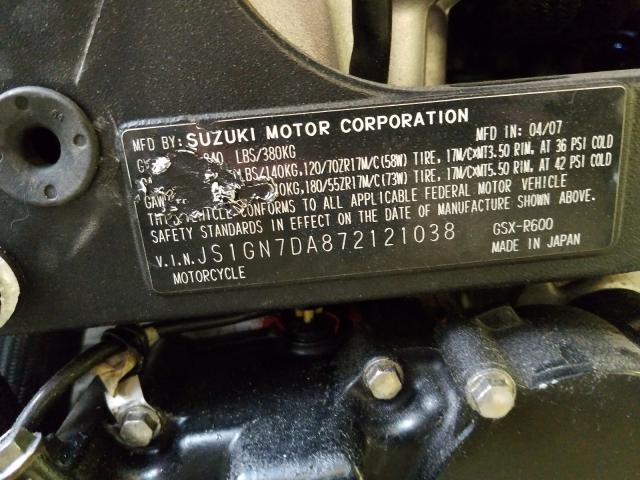 MFD BY: SUZUKI MOTOR CORPORATION MFD IN: 04/07
LBS/380KG
LBS/140KG,120/70ZR17M/C(58W) TIRE, 17M/CXMT3.50 RIM, AT 36 PSI COLD
180/55ZR17M/C(73W) TIRE, 17M/CXMT5.50 RIM, AT 42 PSI COLD
CONFORMS TO ALL APPLICABLE FEDERAL MOTOR VEHICLE
SAFETY STANDARDS IN EFFECT ON THE DATE OF MANUFACTURE SHOWN ABOVE.
V.I.N. JS1GN7DA872121038 GSX-R600
MOTORCYCLE MADE IN JAPAN